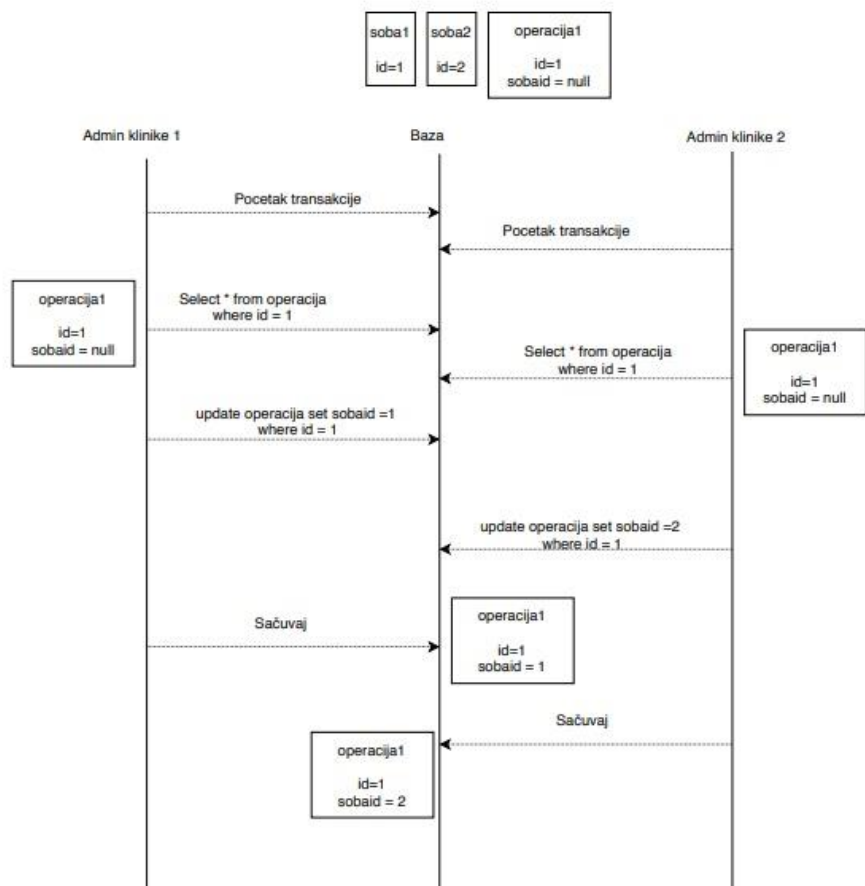 soba1
id=1
soba2
id=2
operacija1
id=1
sobaid = null
Admin klinike 1
Baza
Admin klinike 2
Pocetak transakcije
Pocetak transakcije
operacija1
id=1
sobaid = null
Select * from operacija
where id = 1
Select * from operacija
where id = 1
operacija1
id=1
sobaid = null
update operacija set sobaid =1
where id = 1
update operacija set sobaid =2
where id = 1
Sačuvaj
operacija1
id=1
sobaid = 1
Sačuvaj
operacija1
id=1
sobaid = 2